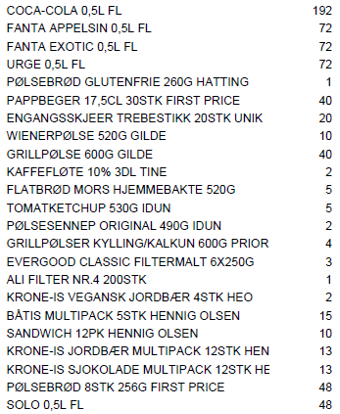 COCA-COLA 0,5L FL 192
FANTA APPELSIN 0,5L FL 72
FANTA EXOTIC 0,5L FL 72
URGE 0,5L FL 72
PØLSEBRØD GLUTENFRIE 260G HATTING 1
PAPPBEGER 17,5CL 30STK FIRST PRICE 40
ENGANGSSKJEER TREBESTIKK 20STK UNIK 20
WIENERPØLSE 520G GILDE 10
GRILLPØLSE 600G GILDE 40
KAFFEFLØTE 10% 3DL TINE 2
FLATBRØD MORS HJEMMEBAKTE 520G 5
TOMATKETCHUP 530G IDUN 5
PØLSESENNEP ORIGINAL 490G IDUN 2
GRILLPØLSER KYLLING/KALKUN 600G PRIOR 4
EVERGOOD CLASSIC FILTERMALT 6X250G 3
ALI FILTER NR.4 200STK 1
KRONE-IS VEGANSK JORDBÆR 4STK HEO 2
BÅTIS MULTIPACK 5STK HENNIG OLSEN 15
SANDWICH 12PK HENNIG OLSEN 10
KRONE-IS JORDBÆR MULTIPACK 12STK HEN 13
KRONE-IS SJOKOLADE MULTIPACK 12STK HE 13
PØLSEBRØD 8STK 256G FIRST PRICE 48
SOLO 0,5L FL 48